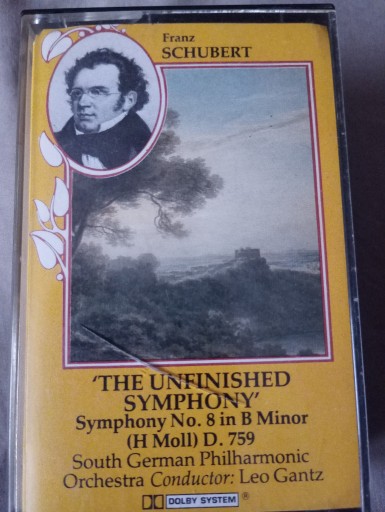 Franz
SCHUBERT
'THE UNFINISHED
SYMPHONY'
Symphony No. 8 in B Minor
(H Moll) D. 759
South German Philharmonic
Orchestra Conductor: Leo Gantz
DOLBY SYSTEM ®